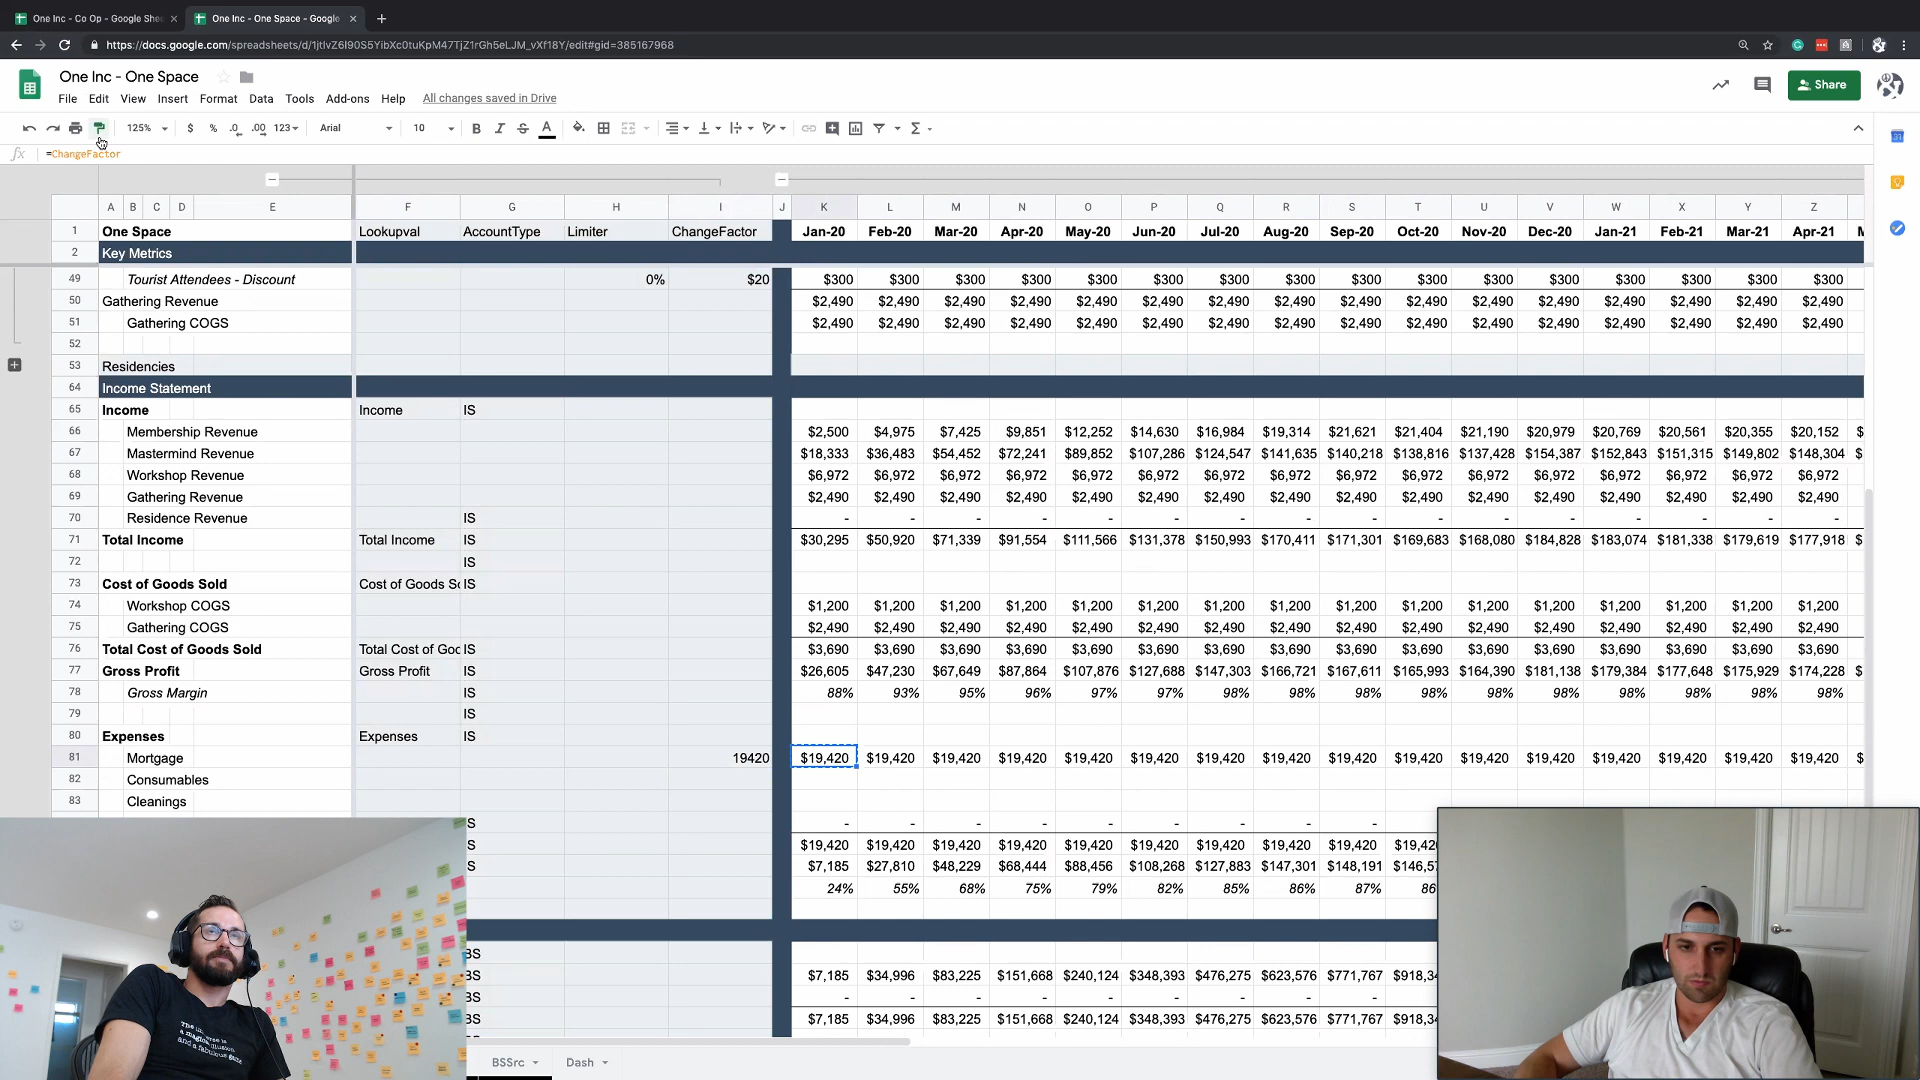 One Inc - Co Op - Google Shee
One Inc - One Space - Google
https://docs.google.com/spreadsheets/d/1jtIvZ6I90S5YibXc0tuKpM47TjZ1rGh5eLJM_vXf18Y/edit#gid=385167968
One Inc - One Space
File Edit View Insert Format Data Tools Add-ons Help All changes saved in Drive
Share
125% $ % .0 .00 123 Arial 10 B I S A
fx =ChangeFactor
A B C D E F G H I J K L M N O P Q R S T U V W X Y Z
1 One Space Lookupval AccountType Limiter ChangeFactor Jan-20 Feb-20 Mar-20 Apr-20 May-20 Jun-20 Jul-20 Aug-20 Sep-20 Oct-20 Nov-20 Dec-20 Jan-21 Feb-21 Mar-21 Apr-21 M
2 Key Metrics
49 Tourist Attendees - Discount 0% $20 $300 $300 $300 $300 $300 $300 $300 $300 $300 $300 $300 $300 $300 $300 $300 $300
50 Gathering Revenue $2,490 $2,490 $2,490 $2,490 $2,490 $2,490 $2,490 $2,490 $2,490 $2,490 $2,490 $2,490 $2,490 $2,490 $2,490 $2,490
51 Gathering COGS $2,490 $2,490 $2,490 $2,490 $2,490 $2,490 $2,490 $2,490 $2,490 $2,490 $2,490 $2,490 $2,490 $2,490 $2,490 $2,490
52
53 Residencies
64 Income Statement
65 Income Income IS
66 Membership Revenue $2,500 $4,975 $7,425 $9,851 $12,252 $14,630 $16,984 $19,314 $21,621 $21,404 $21,190 $20,979 $20,769 $20,561 $20,355 $20,152 $
67 Mastermind Revenue $18,333 $36,483 $54,452 $72,241 $89,852 $107,286 $124,547 $141,635 $140,218 $138,816 $137,428 $154,387 $152,843 $151,315 $149,802 $148,304 $
68 Workshop Revenue $6,972 $6,972 $6,972 $6,972 $6,972 $6,972 $6,972 $6,972 $6,972 $6,972 $6,972 $6,972 $6,972 $6,972 $6,972 $6,972
69 Gathering Revenue $2,490 $2,490 $2,490 $2,490 $2,490 $2,490 $2,490 $2,490 $2,490 $2,490 $2,490 $2,490 $2,490 $2,490 $2,490 $2,490
70 Residence Revenue IS - - - - - - - - - - - - - - - -
71 Total Income Total Income IS $30,295 $50,920 $71,339 $91,554 $111,566 $131,378 $150,993 $170,411 $171,301 $169,683 $168,080 $184,828 $183,074 $181,338 $179,619 $177,918 $
72 IS
73 Cost of Goods Sold Cost of Goods So IS
74 Workshop COGS $1,200 $1,200 $1,200 $1,200 $1,200 $1,200 $1,200 $1,200 $1,200 $1,200 $1,200 $1,200 $1,200 $1,200 $1,200 $1,200
75 Gathering COGS $2,490 $2,490 $2,490 $2,490 $2,490 $2,490 $2,490 $2,490 $2,490 $2,490 $2,490 $2,490 $2,490 $2,490 $2,490 $2,490
76 Total Cost of Goods Sold Total Cost of Goo IS $3,690 $3,690 $3,690 $3,690 $3,690 $3,690 $3,690 $3,690 $3,690 $3,690 $3,690 $3,690 $3,690 $3,690 $3,690 $3,690
77 Gross Profit Gross Profit IS $26,605 $47,230 $67,649 $87,864 $107,876 $127,688 $147,303 $166,721 $167,611 $165,993 $164,390 $181,138 $179,384 $177,648 $175,929 $174,228 $
78 Gross Margin IS 88% 93% 95% 96% 97% 97% 98% 98% 98% 98% 98% 98% 98% 98% 98% 98%
79 IS
80 Expenses Expenses IS
81 Mortgage 19420 $19,420 $19,420 $19,420 $19,420 $19,420 $19,420 $19,420 $19,420 $19,420 $19,420 $19,420 $19,420 $19,420 $19,420 $19,420 $19,420 $
82 Consumables
83 Cleanings
S - - - - - - - - -
S $19,420 $19,420 $19,420 $19,420 $19,420 $19,420 $19,420 $19,420 $19,420 $19,42
S $7,185 $27,810 $48,229 $68,444 $88,456 $108,268 $127,883 $147,301 $148,191 $146,57
24% 55% 68% 75% 79% 82% 85% 86% 87% 86
BS
BS $7,185 $34,996 $83,225 $151,668 $240,124 $348,393 $476,275 $623,576 $771,767 $918,34
BS - - - - - - - - -
BS $7,185 $34,996 $83,225 $151,668 $240,124 $348,393 $476,275 $623,576 $771,767 $918,34
BSSrc Dash